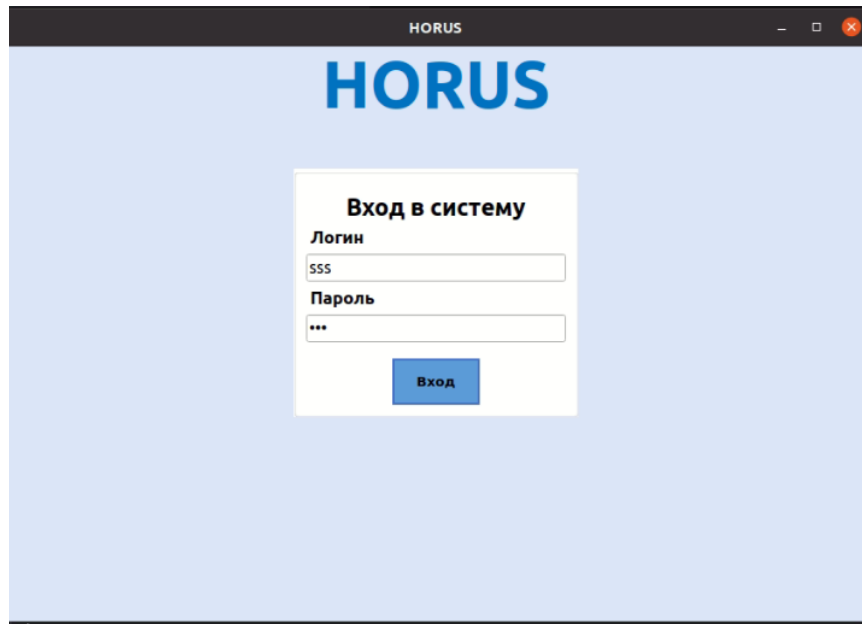 HORUS
HORUS
Вход в систему
Логин
sss
Пароль
•••
Вход